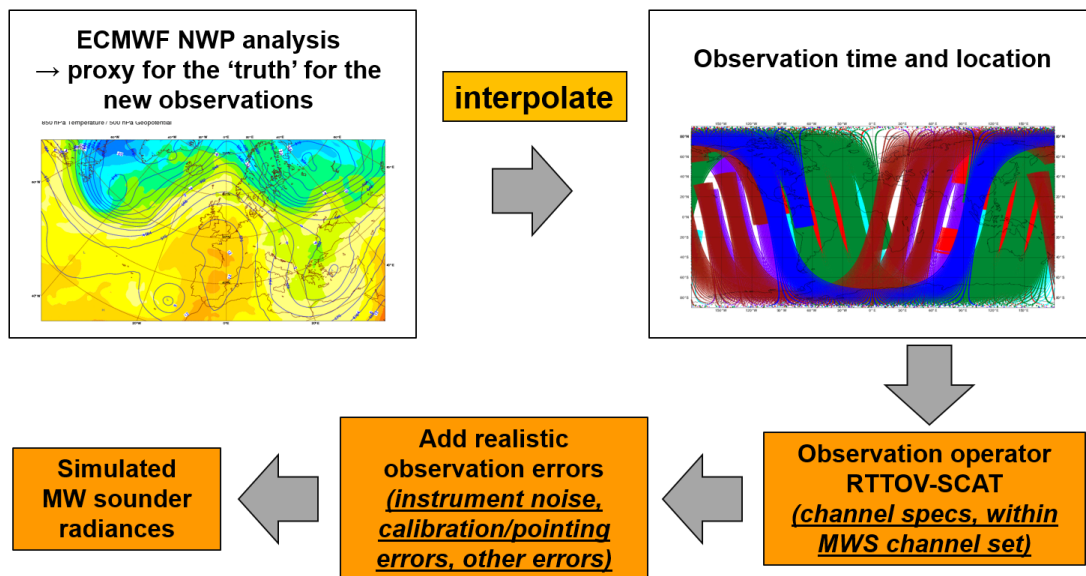 ECMWF NWP analysis
→ proxy for the ‘truth’ for the
new observations
850 hPa Temperature / 500 hPa Geopotential
interpolate
Observation time and location
Observation operator
RTTOV-SCAT
(channel specs, within
MWS channel set)
Add realistic
observation errors
(instrument noise,
calibration/pointing
errors, other errors)
Simulated
MW sounder
radiances